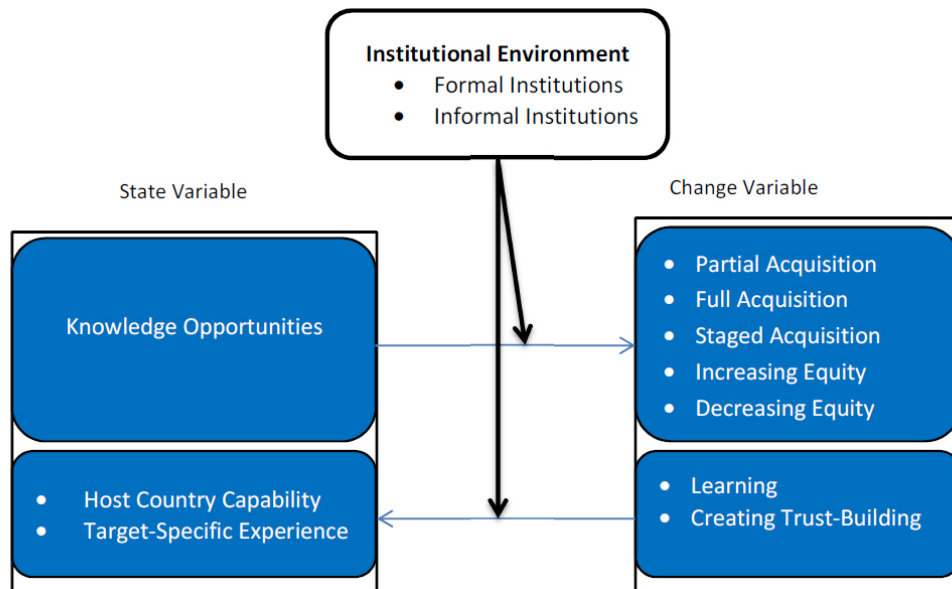 Institutional Environment
• Formal Institutions
• Informal Institutions
State Variable
Change Variable
Knowledge Opportunities
• Partial Acquisition
• Full Acquisition
• Staged Acquisition
• Increasing Equity
• Decreasing Equity
• Host Country Capability
• Target-Specific Experience
• Learning
• Creating Trust-Building